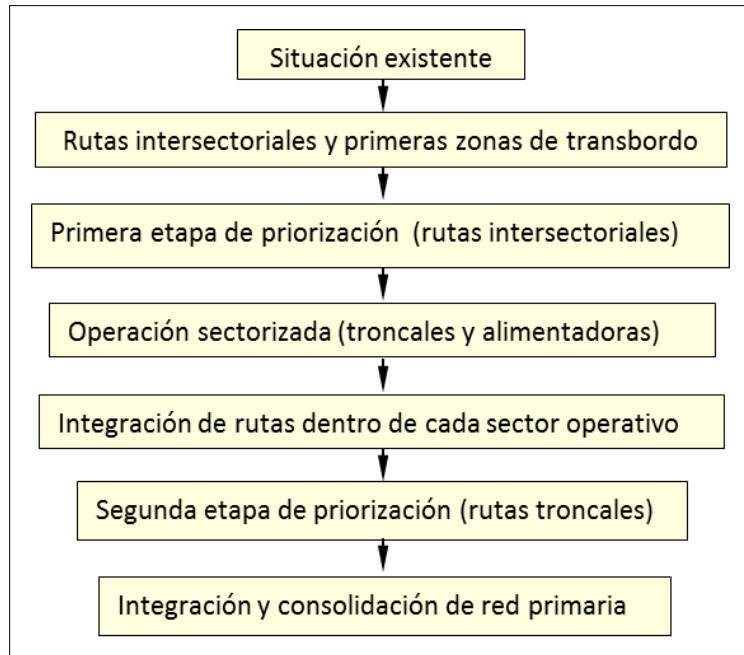 Situación existente
Rutas intersectoriales y primeras zonas de transbordo
Primera etapa de priorización (rutas intersectoriales)
Operación sectorizada (troncales y alimentadoras)
Integración de rutas dentro de cada sector operativo
Segunda etapa de priorización (rutas troncales)
Integración y consolidación de red primaria